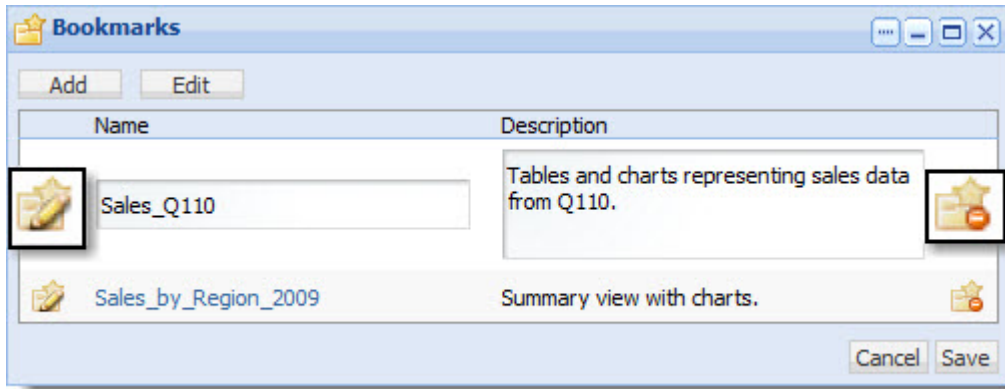 Bookmarks
Add Edit
Name Description
Sales_Q110 Tables and charts representing sales data
from Q110.
Sales_by_Region_2009 Summary view with charts.
Cancel Save